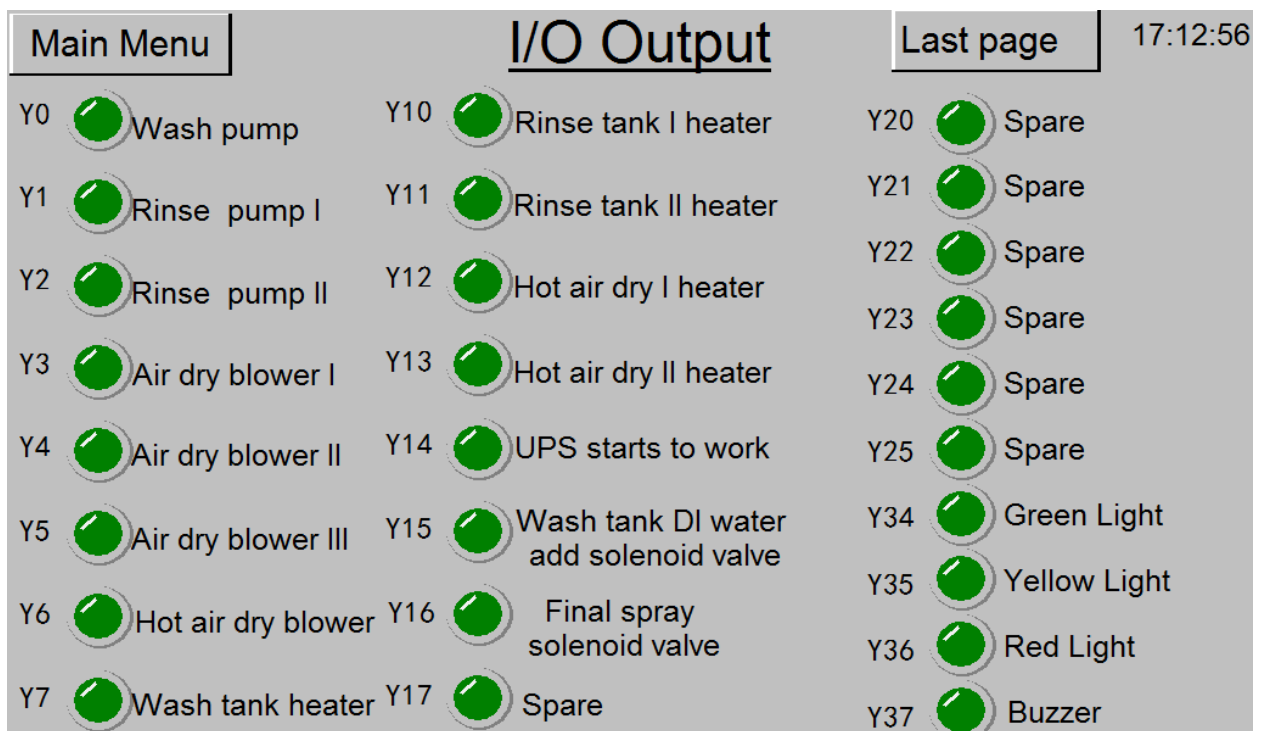 Main Menu
I/O Output
Last page
17:12:56
Y0 Wash pump
Y1 Rinse pump I
Y2 Rinse pump II
Y3 Air dry blower I
Y4 Air dry blower II
Y5 Air dry blower III
Y6 Hot air dry blower
Y7 Wash tank heater
Y10 Rinse tank I heater
Y11 Rinse tank II heater
Y12 Hot air dry I heater
Y13 Hot air dry II heater
Y14 UPS starts to work
Y15 Wash tank DI water
add solenoid valve
Y16 Final spray
solenoid valve
Y17 Spare
Y20 Spare
Y21 Spare
Y22 Spare
Y23 Spare
Y24 Spare
Y25 Spare
Y34 Green Light
Y35 Yellow Light
Y36 Red Light
Y37 Buzzer